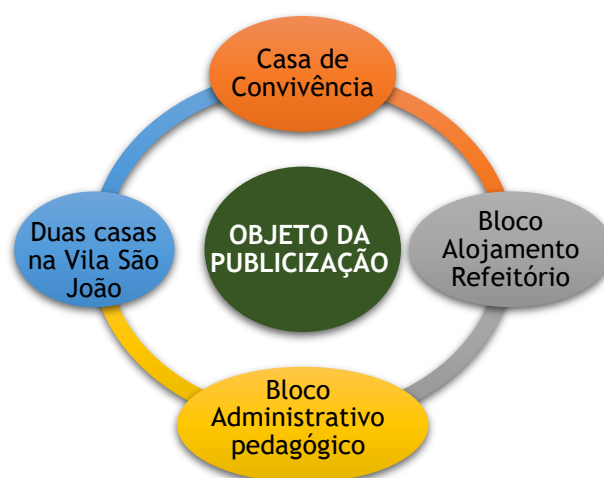 Casa de
Convivência
Duas casas
na Vila São
João
OBJETO DA
PUBLICIZAÇÃO
Bloco
Alojamento
Refeitório
Bloco
Administrativo
pedagógico